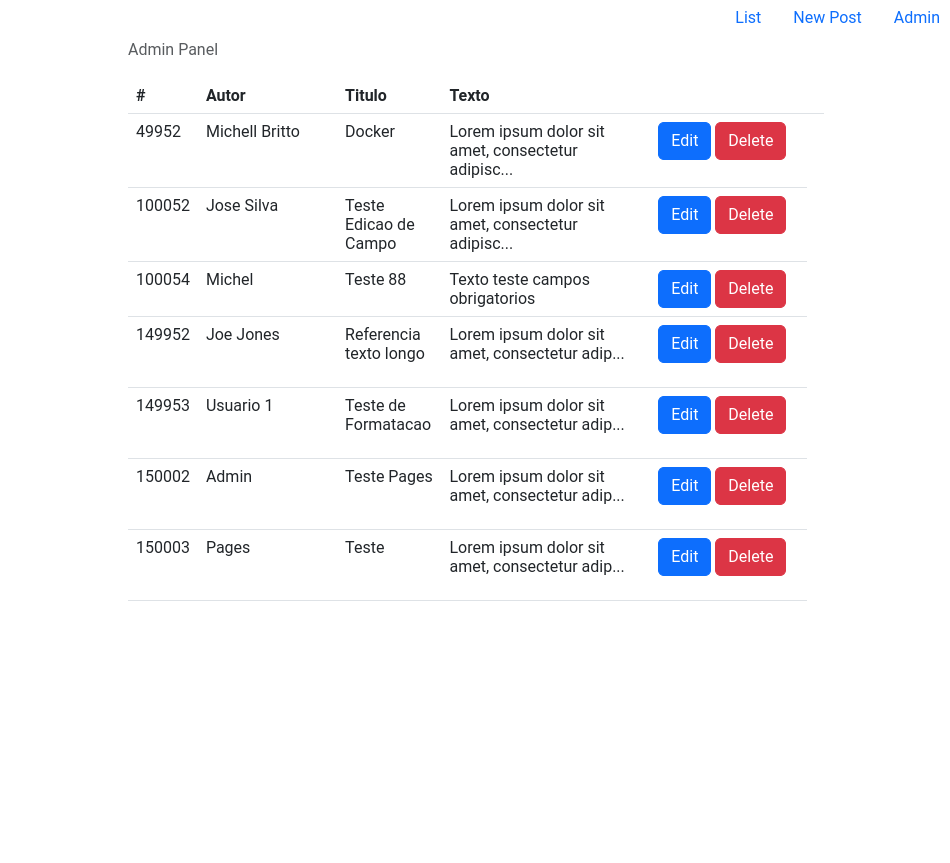 List New Post Admin
Admin Panel
# Autor Titulo Texto
49952 Michell Britto Docker Lorem ipsum dolor sit Edit Delete
amet, consectetur
adipisc...
100052 Jose Silva Teste Lorem ipsum dolor sit Edit Delete
Edicao de amet, consectetur
Campo adipisc...
100054 Michel Teste 88 Texto teste campos Edit Delete
obrigatorios
149952 Joe Jones Referencia Lorem ipsum dolor sit Edit Delete
texto longo amet, consectetur adip...
149953 Usuario 1 Teste de Lorem ipsum dolor sit Edit Delete
Formatacao amet, consectetur adip...
150002 Admin Teste Pages Lorem ipsum dolor sit Edit Delete
amet, consectetur adip...
150003 Pages Teste Lorem ipsum dolor sit Edit Delete
amet, consectetur adip...